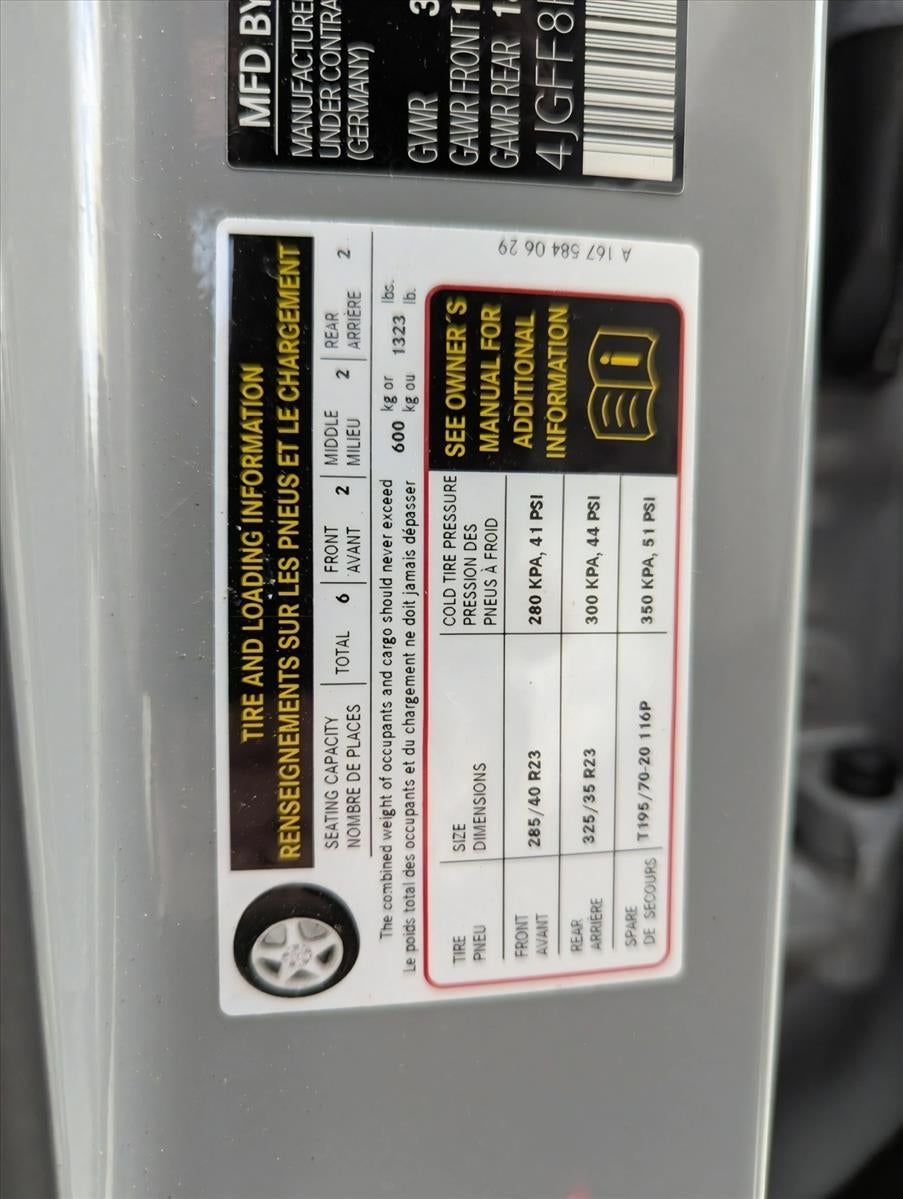 TIRE AND LOADING INFORMATION
RENSEIGNEMENTS SUR LES PNEUS ET LE CHARGEMENT
SEATING CAPACITY TOTAL 6 FRONT 2 MIDDLE 2 REAR 2
NOMBRE DE PLACES AVANT MILIEU ARRIÈRE
The combined weight of occupants and cargo should never exceed 600 kg or 1323 lbs.
Le poids total des occupants et du chargement ne doit jamais dépasser kg ou lb.
TIRE SIZE COLD TIRE PRESSURE
PNEU DIMENSIONS PRESSION DES
PNEUS À FROID
FRONT 285/40 R23 280 KPA, 41 PSI
AVANT
REAR 325/35 R23 300 KPA, 44 PSI
ARRIÈRE
SPARE T195/70-20 116P 350 KPA, 51 PSI
DE SECOURS
SEE OWNER'S
MANUAL FOR
ADDITIONAL
INFORMATION
i
A 167 584 06 29
MFD BY
MANUFACTURE
UNDER CONTRA
(GERMANY)
GVWR 3
GAWR FRONT 1
GAWR REAR
4JGFF8